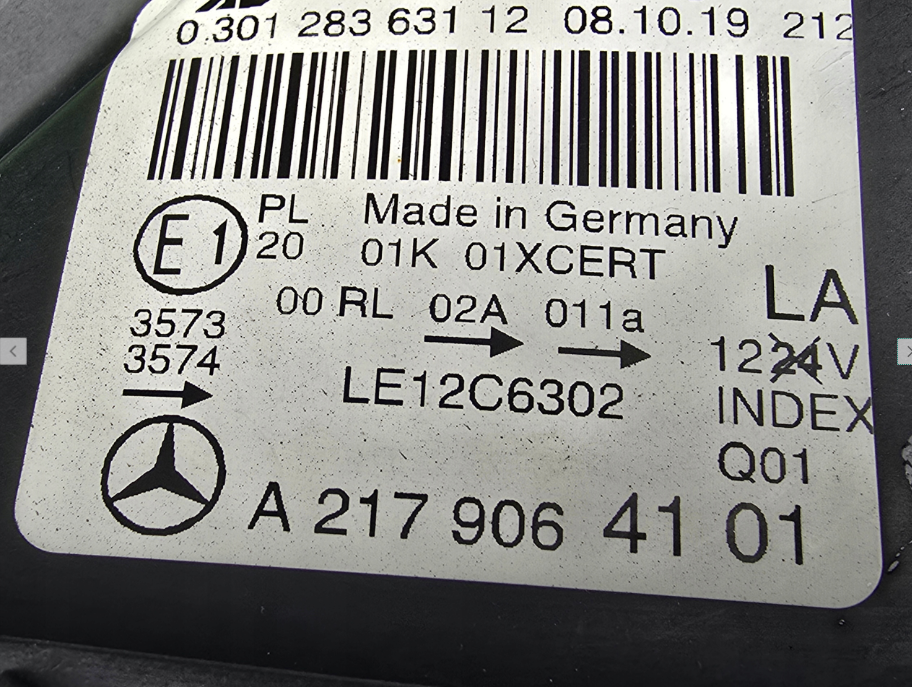 0 301 283 631 12 08.10.19 212
E1 PL Made in Germany
20 01K 01XCERT
LA
00 RL 02A 011a
3573
3574
1224V
LE12C6302
INDEX
Q01
A 217 906 41 01